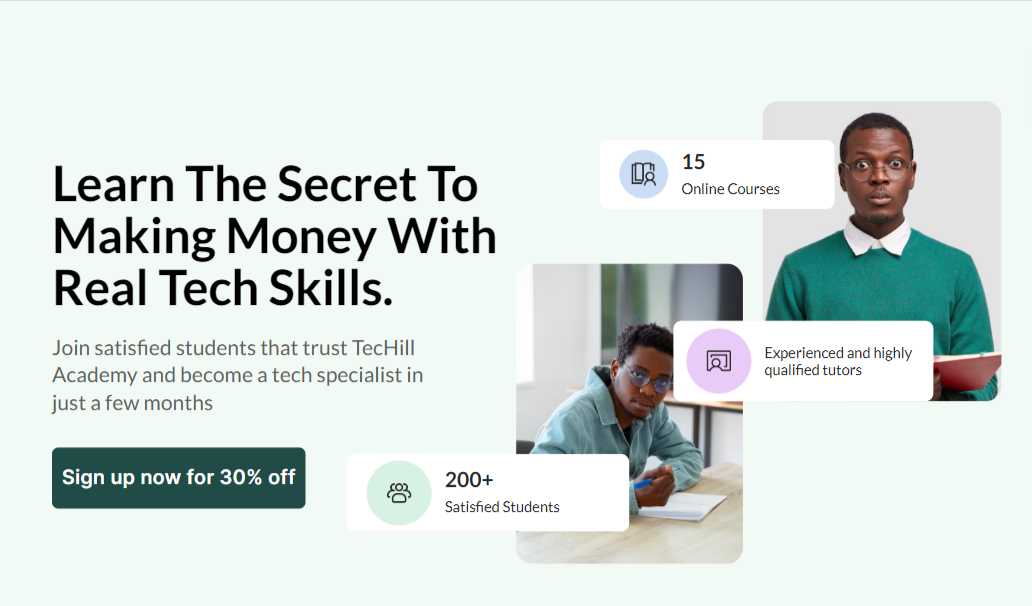 Learn The Secret To
Making Money With
Real Tech Skills.
Join satisfied students that trust TecHill
Academy and become a tech specialist in
just a few months
Sign up now for 30% off
15
Online Courses
Experienced and highly
qualified tutors
200+
Satisfied Students